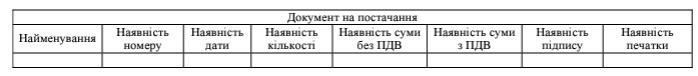 Документ на постачання
Найменування Наявність номеру Наявність дати Наявність кількості Наявність суми без ПДВ Наявність суми з ПДВ Наявність підпису Наявність печатки